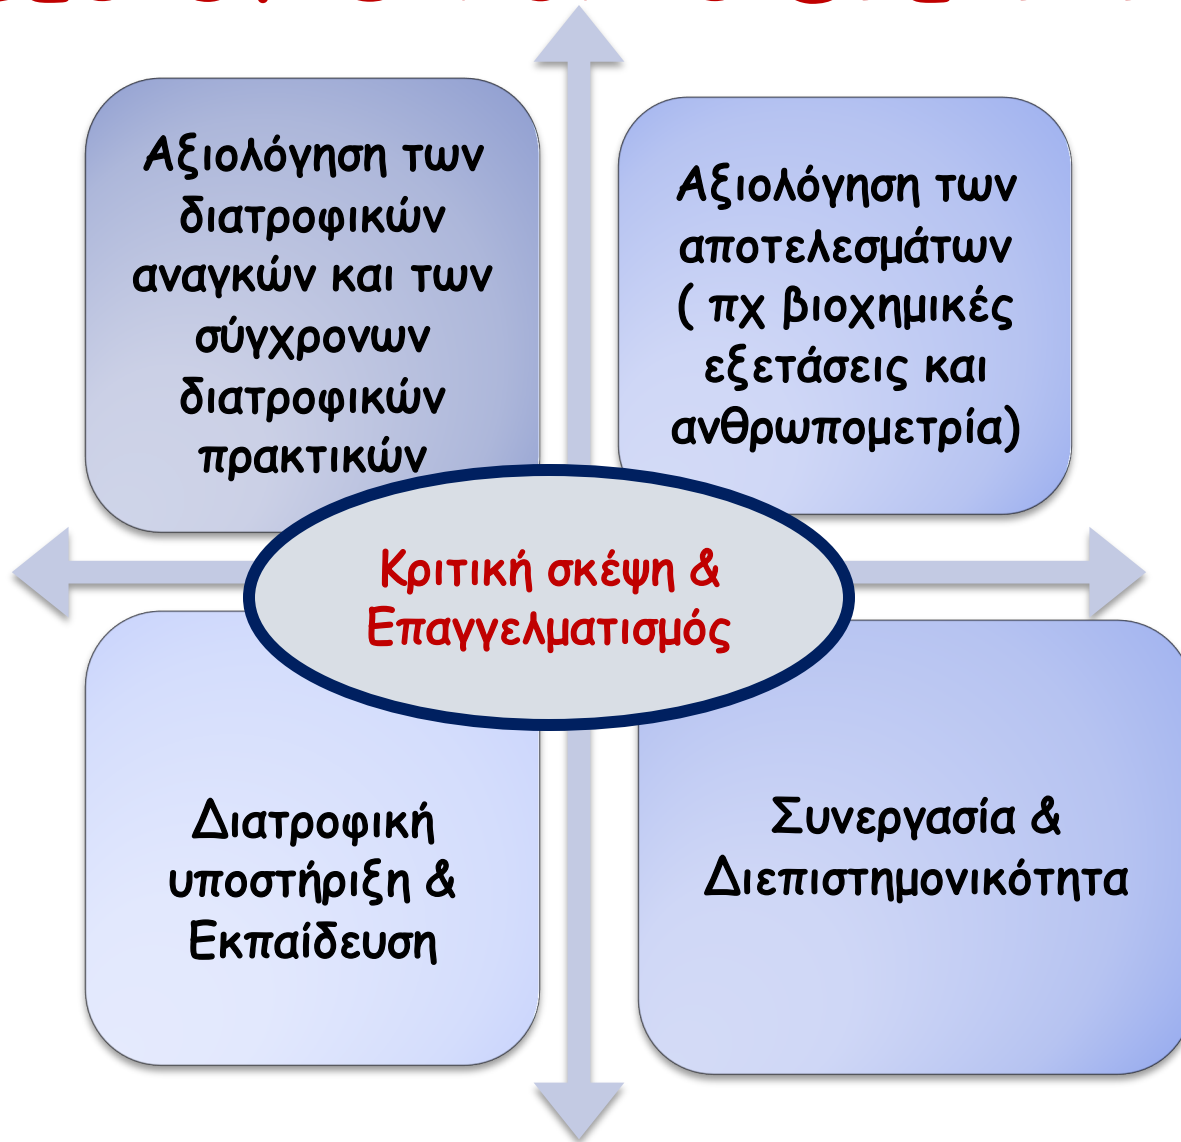 Αξιολόγηση των
διατροφικών
αναγκών και των
σύγχρονων
διατροφικών
πρακτικών
Αξιολόγηση των
αποτελεσμάτων
( πχ βιοχημικές
εξετάσεις και
ανθρωπομετρία)
Κριτική σκέψη &
Επαγγελματισμός
Διατροφική
υποστήριξη &
Εκπαίδευση
Συνεργασία &
Διεπιστημονικότητα